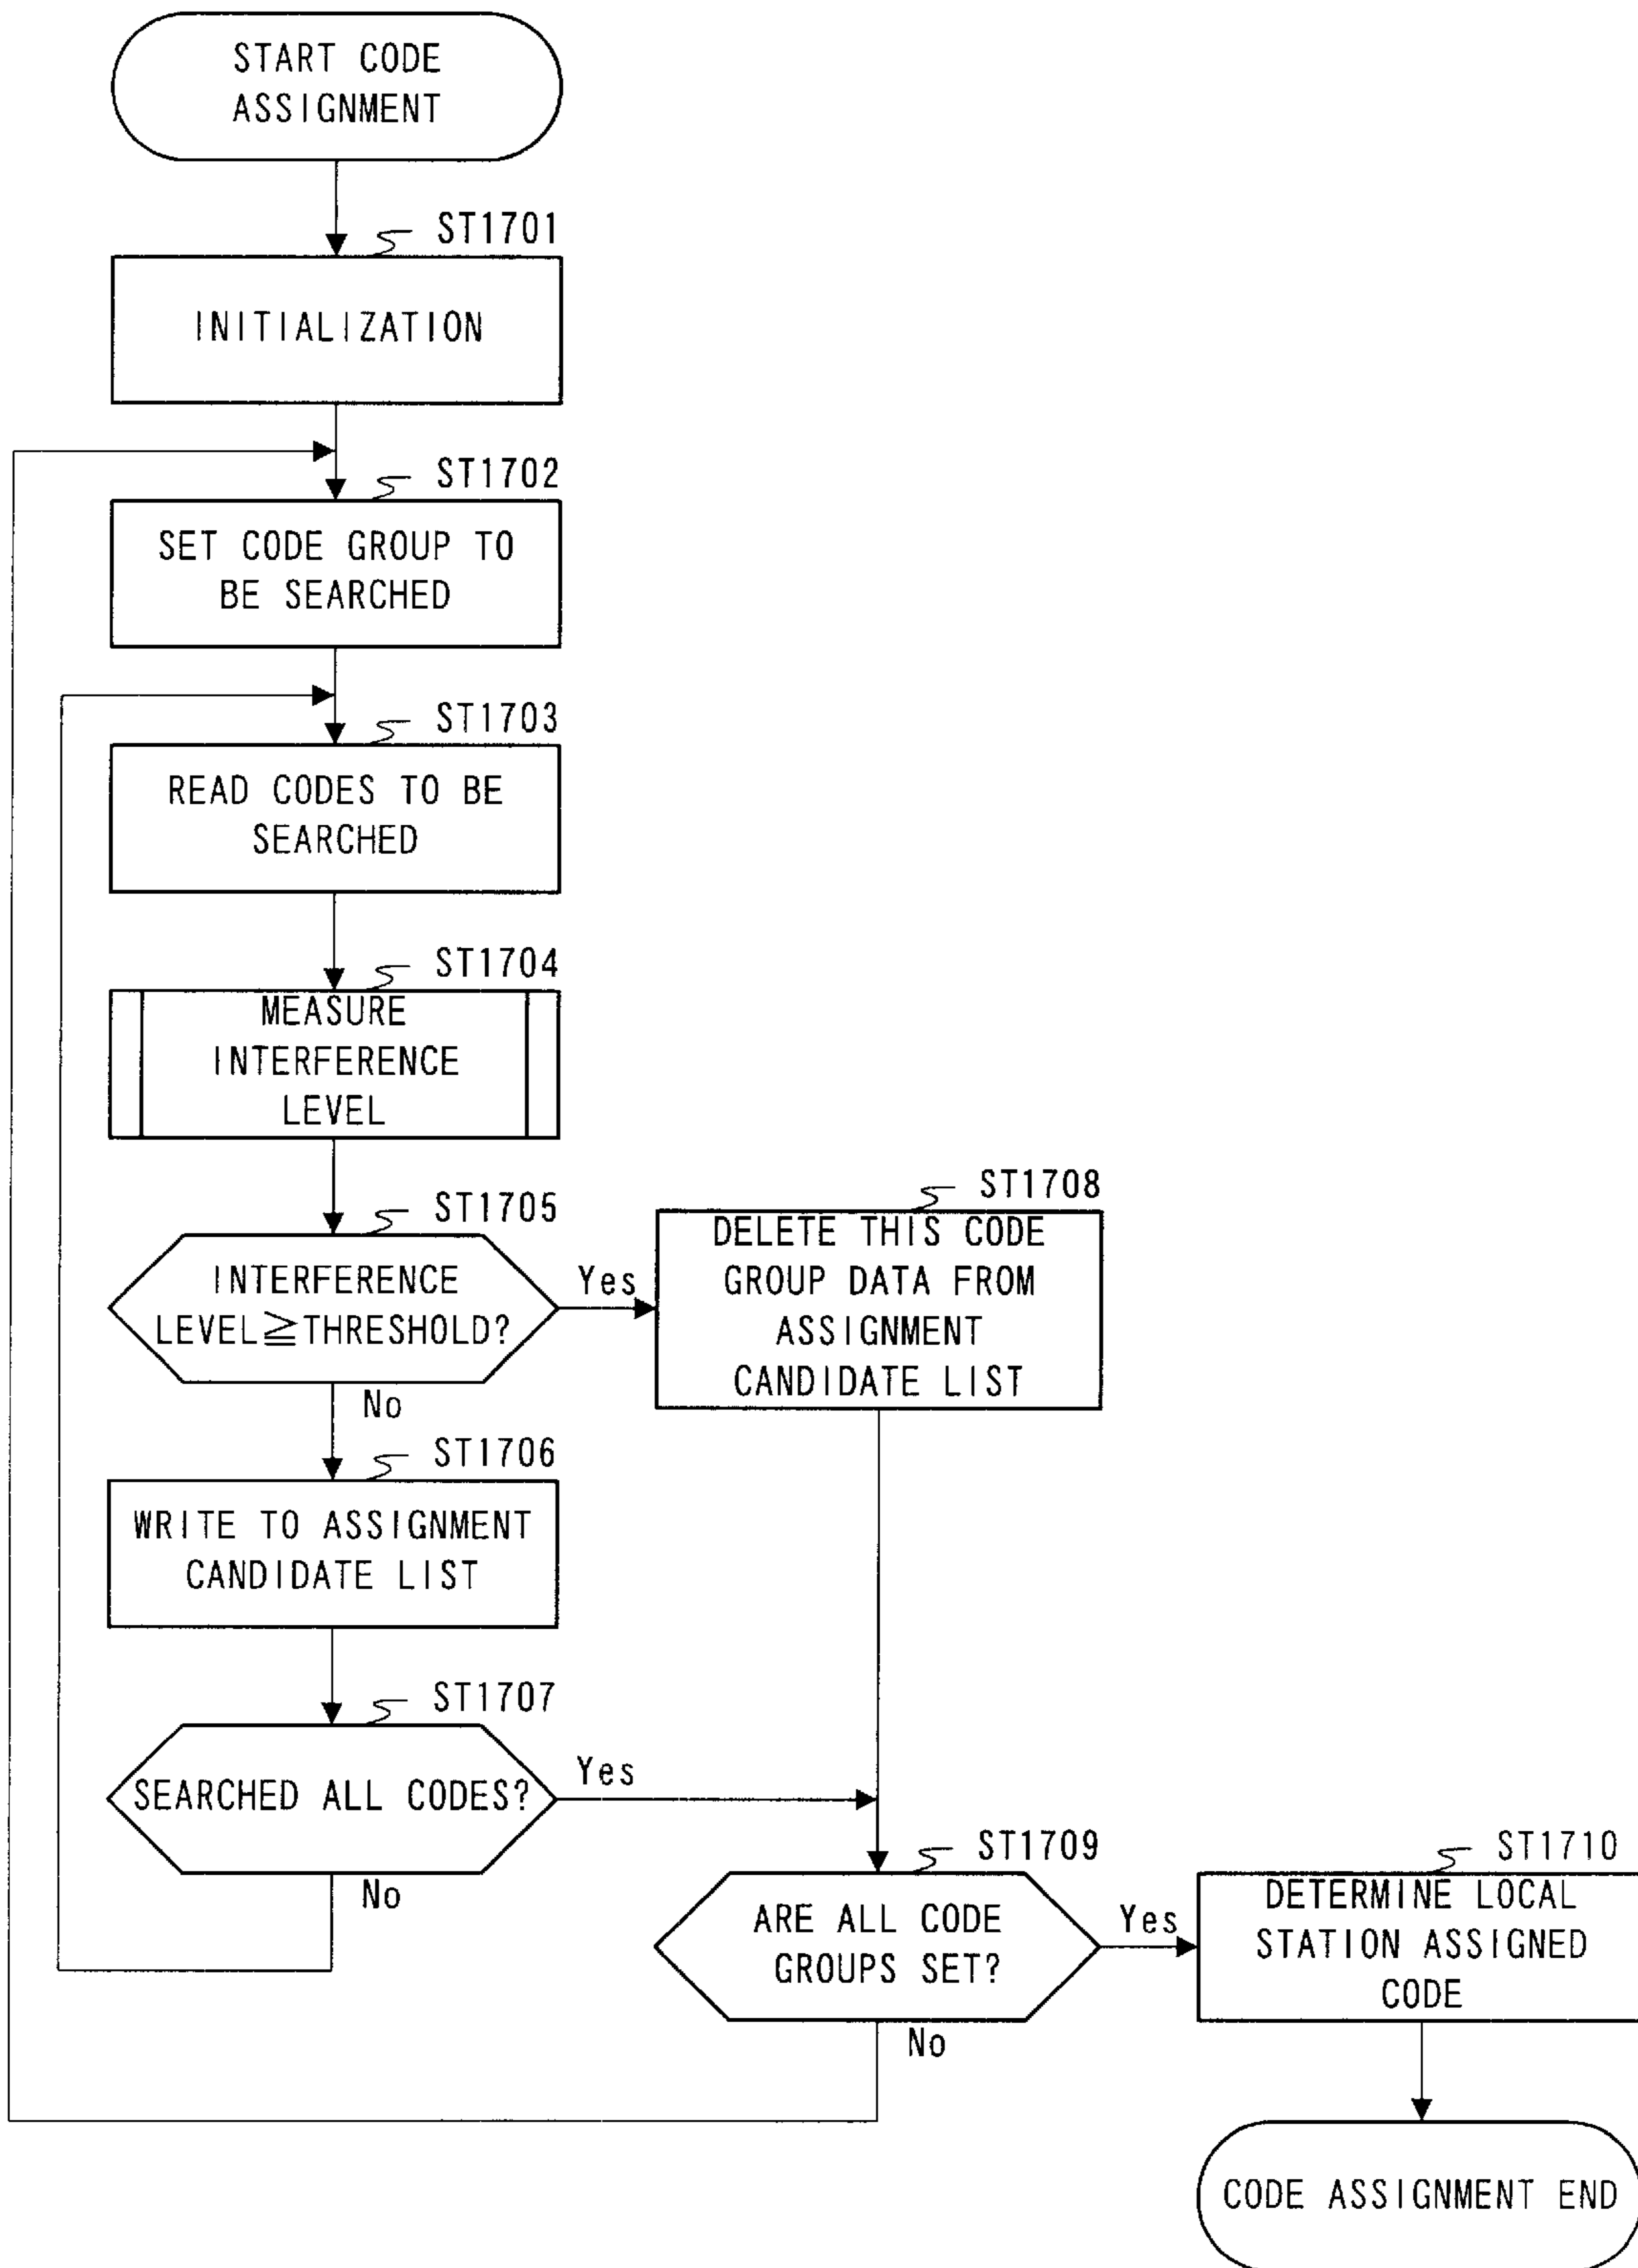 START CODE
ASSIGNMENT
ST1701
INITIALIZATION
ST1702
SET CODE GROUP TO
BE SEARCHED
ST1703
READ CODES TO BE
SEARCHED
ST1704
MEASURE
INTERFERENCE
LEVEL
ST1705
INTERFERENCE
LEVEL≧THRESHOLD?
Yes
No
ST1708
DELETE THIS CODE
GROUP DATA FROM
ASSIGNMENT
CANDIDATE LIST
ST1706
WRITE TO ASSIGNMENT
CANDIDATE LIST
ST1707
SEARCHED ALL CODES?
Yes
No
ST1709
ARE ALL CODE
GROUPS SET?
Yes
No
ST1710
DETERMINE LOCAL
STATION ASSIGNED
CODE
CODE ASSIGNMENT END